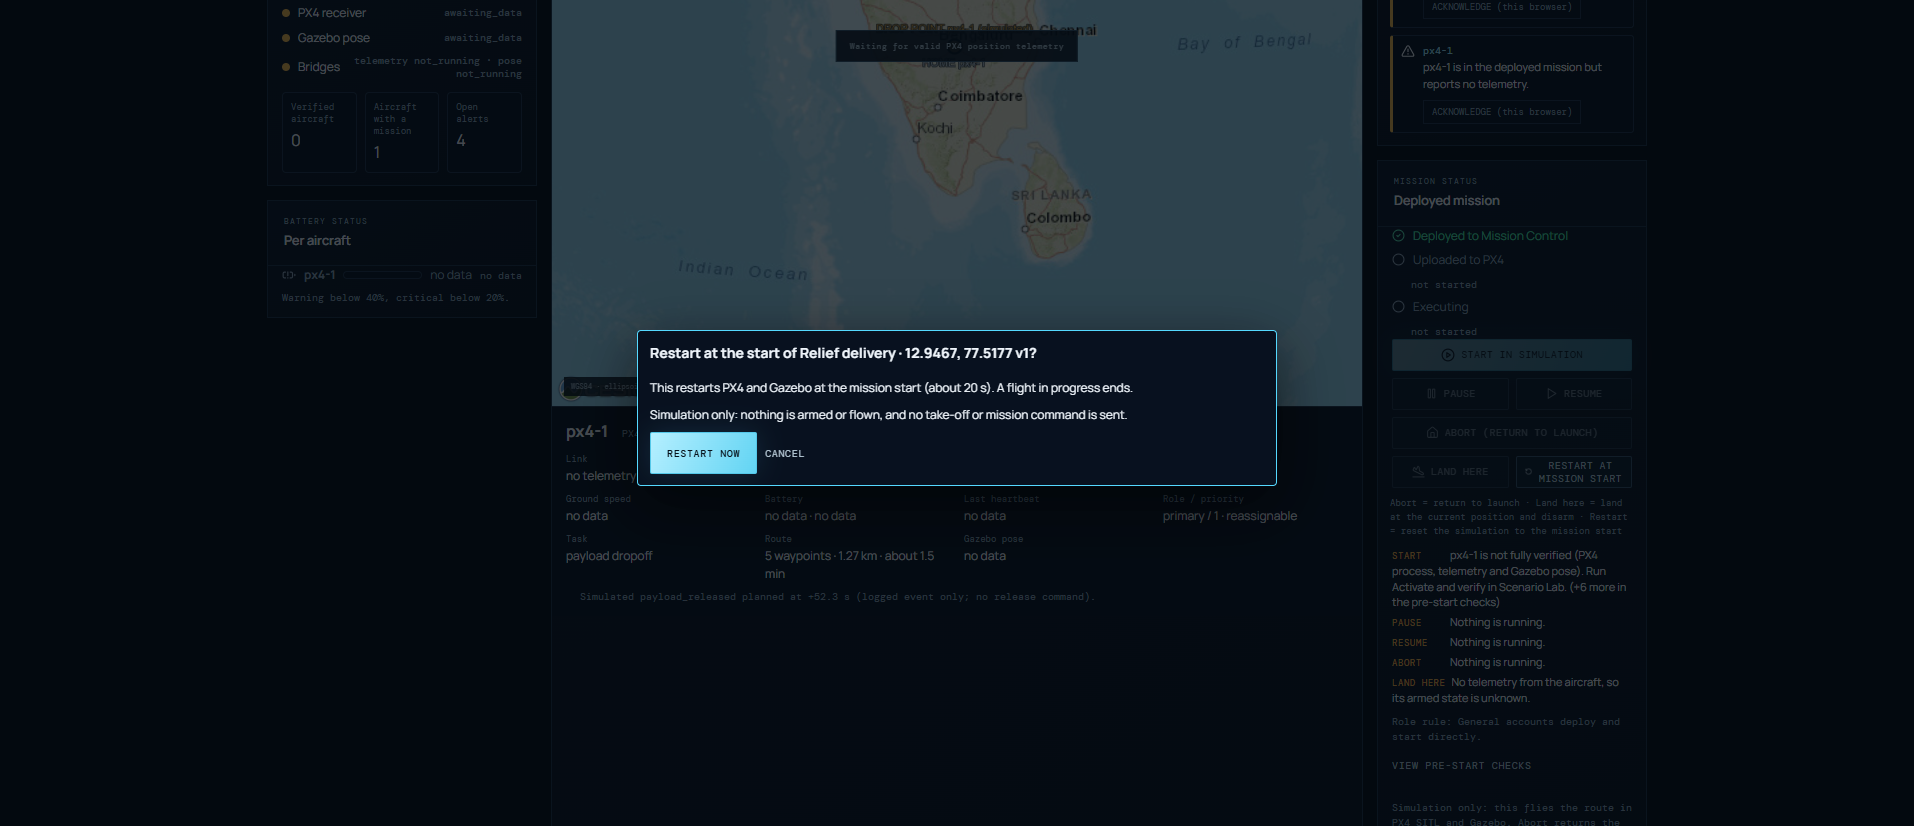 PX4 receiver awaiting_data
Gazebo pose awaiting_data
Bridges telemetry not_running · pose not_running
Verified aircraft
0
Aircraft with a mission
1
Open alerts
4
BATTERY STATUS
Per aircraft
px4-1 no data no data
Warning below 40%, critical below 20%.
Chennai
Waiting for valid PX4 position telemetry
HOME px4-1
Bay of Bengal
Coimbatore
Kochi
SRI LANKA
Colombo
Indian Ocean
WGS84
Restart at the start of Relief delivery · 12.9467, 77.5177 v1?
This restarts PX4 and Gazebo at the mission start (about 20 s). A flight in progress ends.
Simulation only: nothing is armed or flown, and no take-off or mission command is sent.
RESTART NOW
CANCEL
px4-1
Link
no telemetry
Ground speed
no data
Battery
no data · no data
Last heartbeat
no data
Role / priority
primary / 1 · reassignable
Task
payload dropoff
Route
5 waypoints · 1.27 km · about 1.5
min
Gazebo pose
no data
Simulated payload_released planned at +52.3 s (logged event only; no release command).
ACKNOWLEDGE (this browser)
px4-1
px4-1 is in the deployed mission but
reports no telemetry.
ACKNOWLEDGE (this browser)
MISSION STATUS
Deployed mission
Deployed to Mission Control
Uploaded to PX4
not started
Executing
not started
START IN SIMULATION
PAUSE
RESUME
ABORT (RETURN TO LAUNCH)
LAND HERE
RESTART AT
MISSION START
Abort = return to launch · Land here = land
at the current position and disarm · Restart
= reset the simulation to the mission start
START px4-1 is not fully verified (PX4
process, telemetry and Gazebo pose). Run
Activate and verify in Scenario Lab. (+6 more in
the pre-start checks)
PAUSE Nothing is running.
RESUME Nothing is running.
ABORT Nothing is running.
LAND HERE No telemetry from the aircraft, so
its armed state is unknown.
Role rule: General accounts deploy and
start directly.
VIEW PRE-START CHECKS
Simulation only: this flies the route in
PX4 SITL and Gazebo. Abort returns the